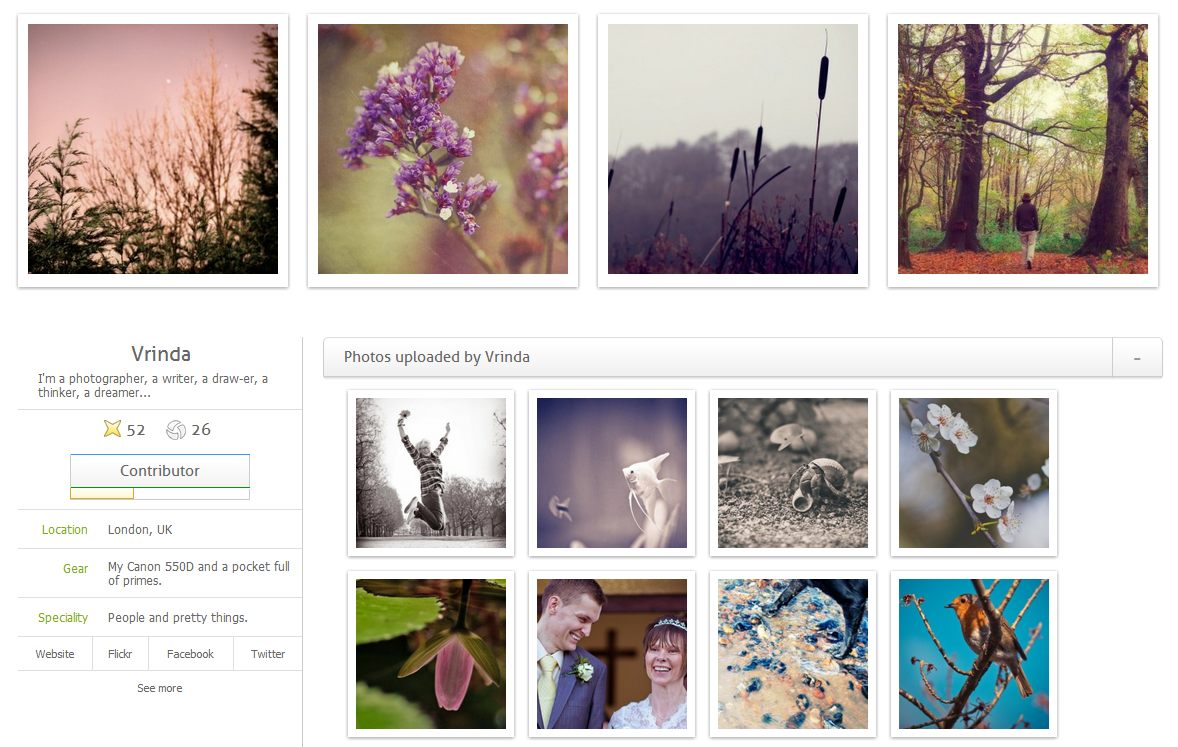 Vrinda
I'm a photographer, a writer, a draw-er, a
thinker, a dreamer...
52 26
Contributor
Location London, UK
Gear My Canon 550D and a pocket full
of primes.
Speciality People and pretty things.
Website Flickr Facebook Twitter
See more
Photos uploaded by Vrinda -